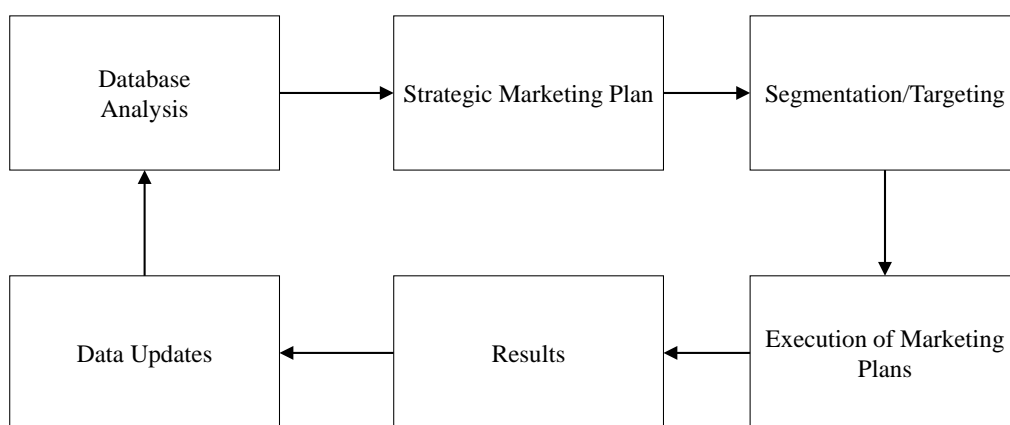 Database
Analysis
Strategic Marketing Plan
Segmentation/Targeting
Data Updates
Results
Execution of Marketing
Plans